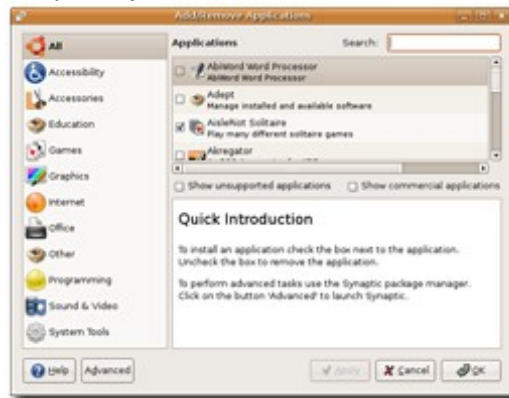 Add/Remove Applications
All
Accessibility
Accessories
Education
Games
Graphics
Internet
Office
Other
Programming
Sound & Video
System Tools
Applications
Search:
AbiWord Word Processor
AbiWord Word Processor
Adept
Manage installed and available software
AisleRiot Solitaire
Play many different solitaire games
Akregator
Show unsupported applications
Show commercial applications
Quick Introduction
To install an application check the box next to the application.
Uncheck the box to remove the application.
To perform advanced tasks use the Synaptic package manager.
Click on the button 'Advanced' to launch Synaptic.
Help
Advanced
Apply
Cancel
OK